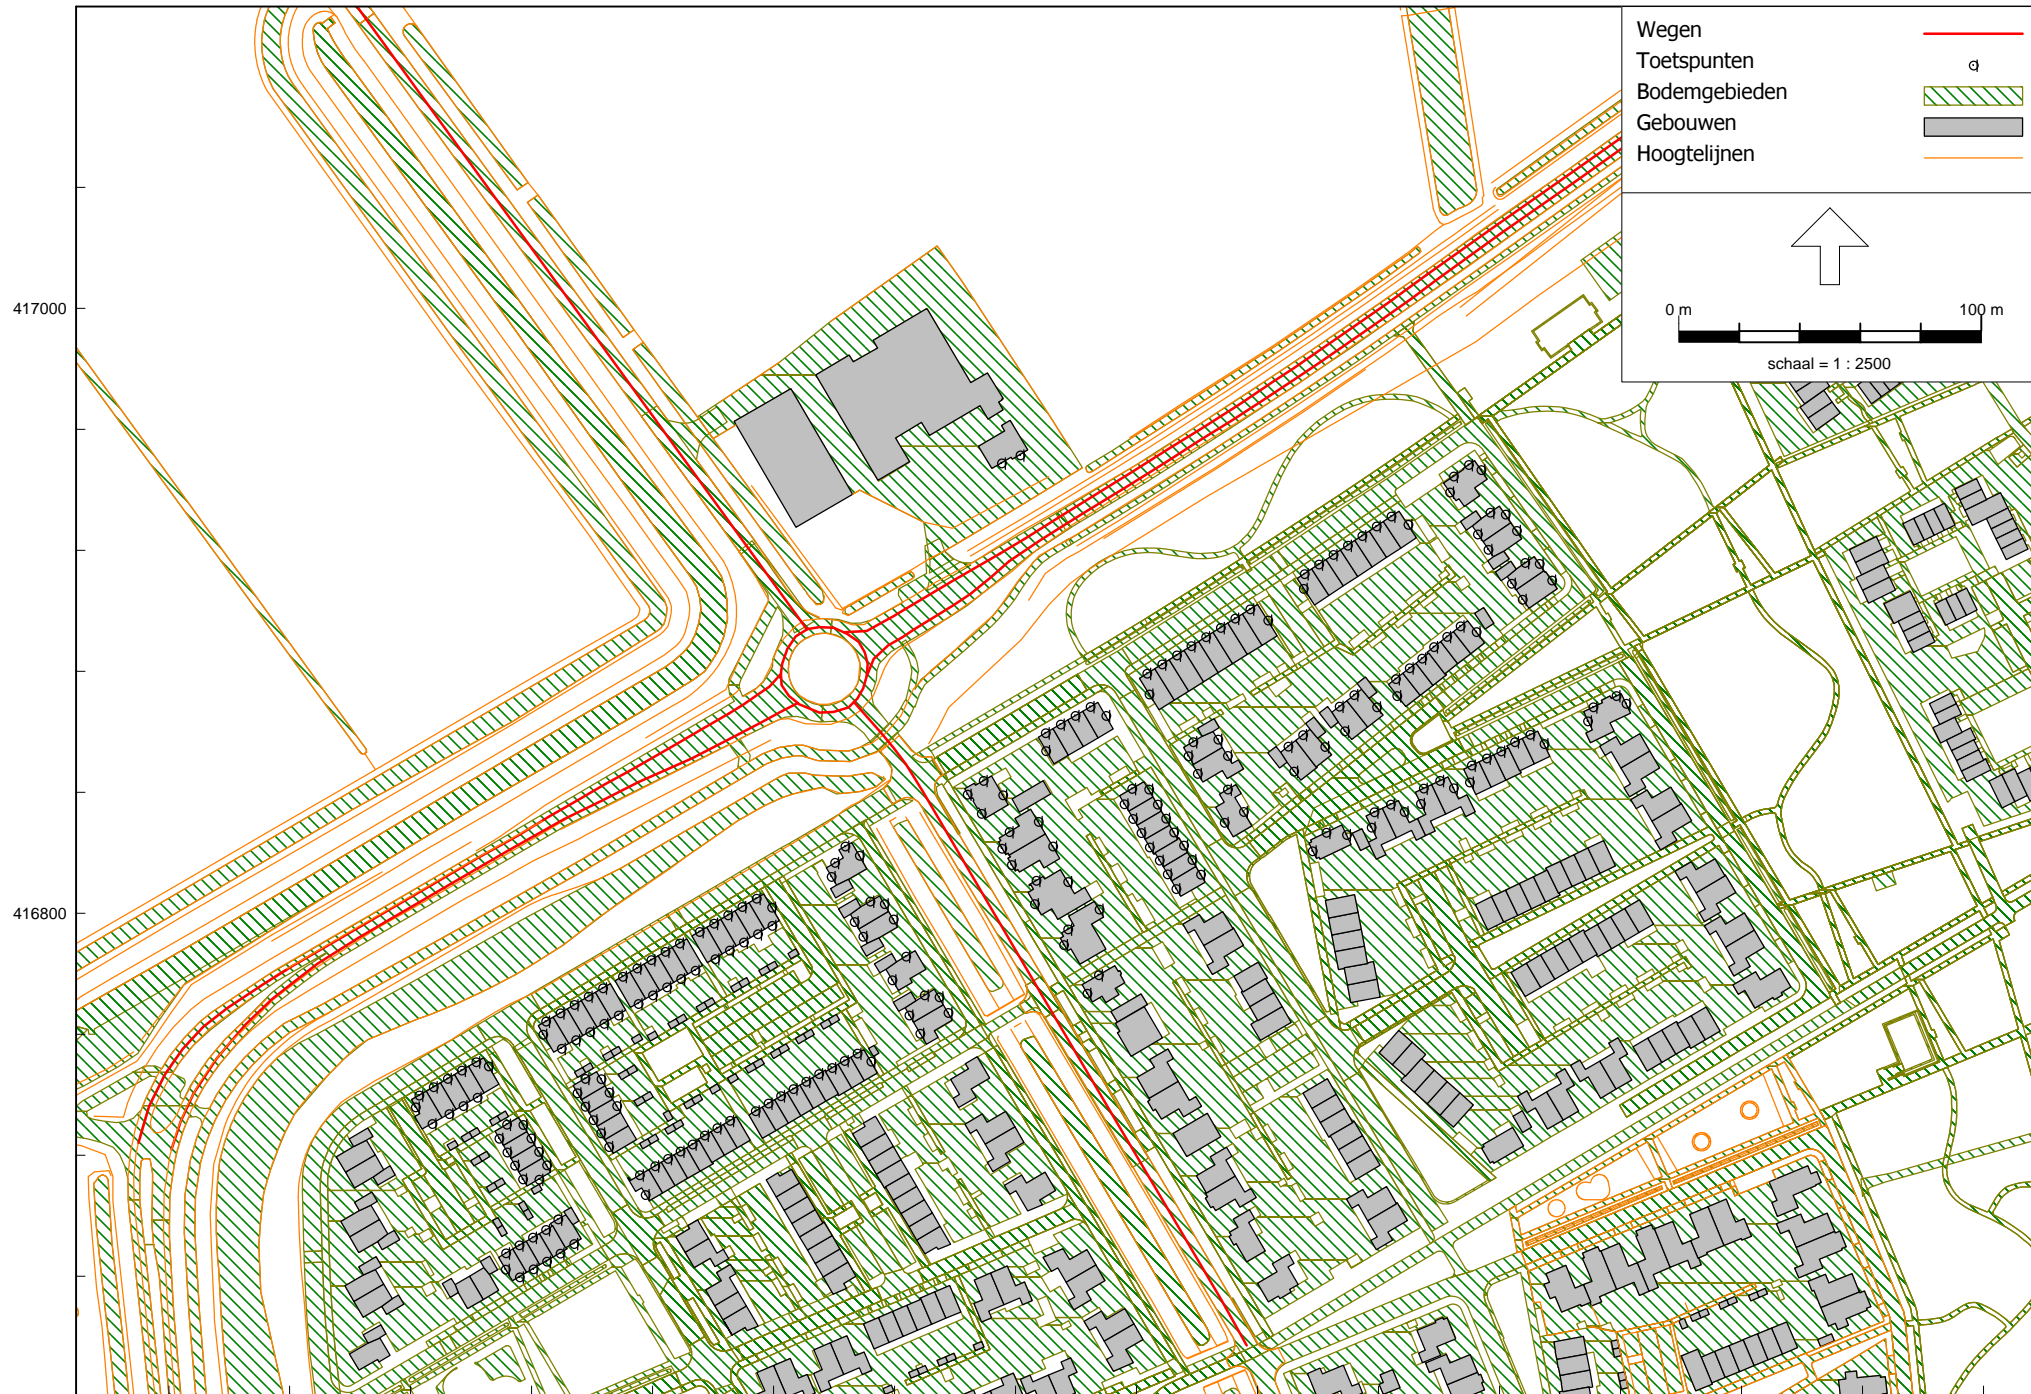 Wegen
Toetspunten
Bodemgebieden
Gebouwen
Hoogtelijnen
0 m 100 m
schaal = 1 : 2500
417000
416800